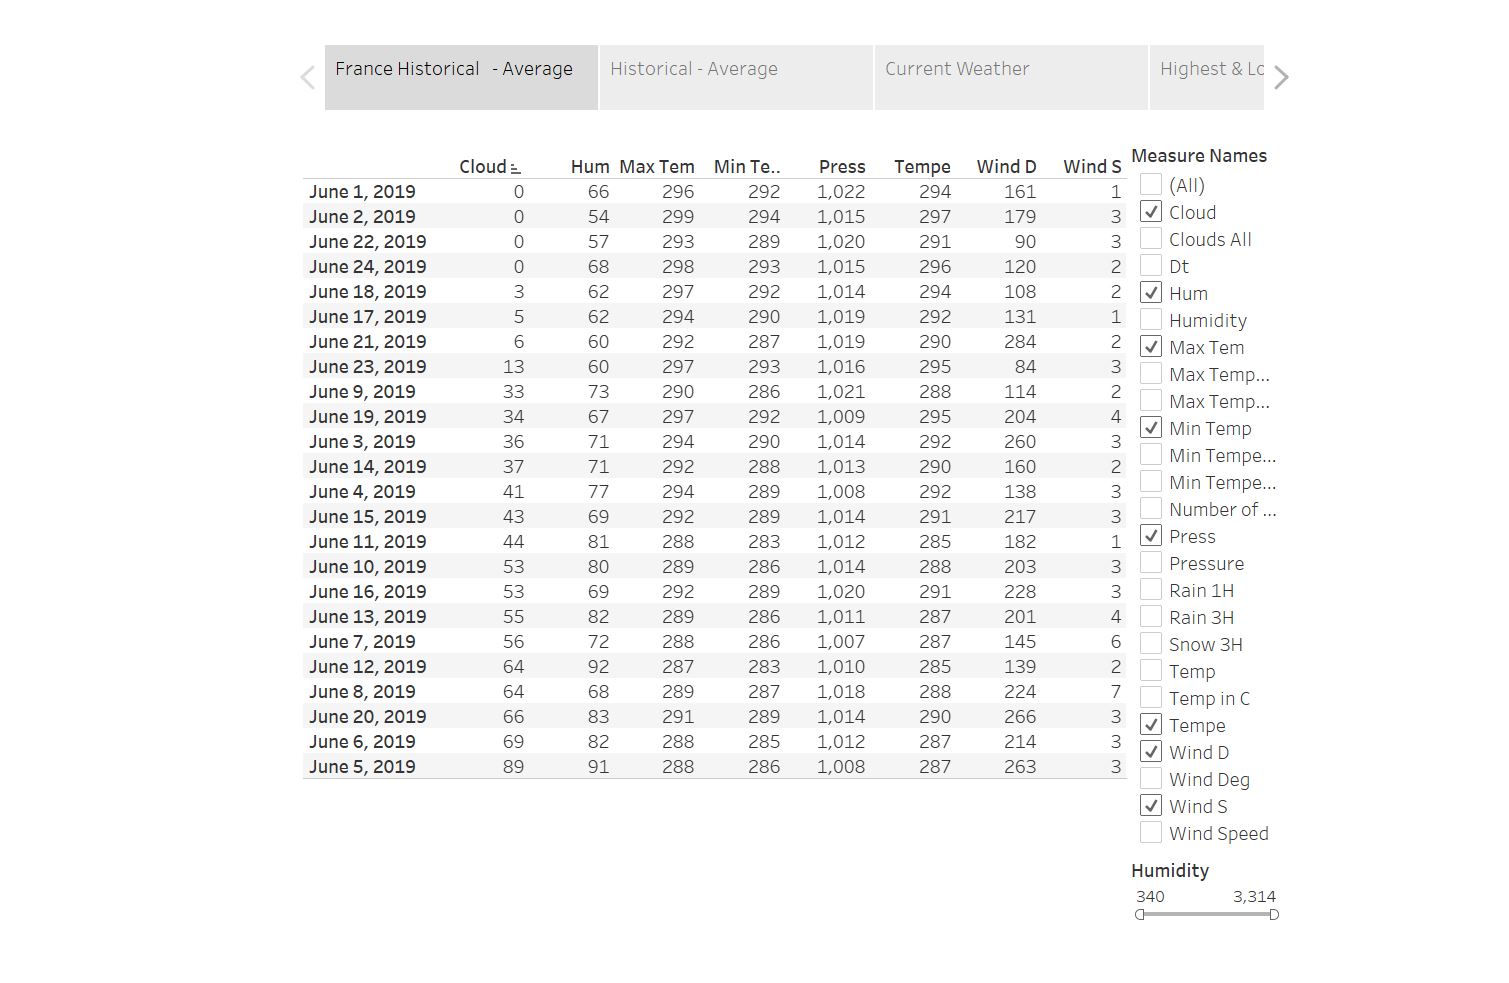 France Historical - Average Historical - Average Current Weather Highest & Lo
Cloud Hum Max Tem Min Te.. Press Tempe Wind D Wind S
June 1, 2019 0 66 296 292 1,022 294 161 1
June 2, 2019 0 54 299 294 1,015 297 179 3
June 22, 2019 0 57 293 289 1,020 291 90 3
June 24, 2019 0 68 298 293 1,015 296 120 2
June 18, 2019 3 62 297 292 1,014 294 108 2
June 17, 2019 5 62 294 290 1,019 292 131 1
June 21, 2019 6 60 292 287 1,019 290 284 2
June 23, 2019 13 60 297 293 1,016 295 84 3
June 9, 2019 33 73 290 286 1,021 288 114 2
June 19, 2019 34 67 297 292 1,009 295 204 4
June 3, 2019 36 71 294 290 1,014 292 260 3
June 14, 2019 37 71 292 288 1,013 290 160 2
June 4, 2019 41 77 294 289 1,008 292 138 3
June 15, 2019 43 69 292 289 1,014 291 217 3
June 11, 2019 44 81 288 283 1,012 285 182 1
June 10, 2019 53 80 289 286 1,014 288 203 3
June 16, 2019 53 69 292 289 1,020 291 228 3
June 13, 2019 55 82 289 286 1,011 287 201 4
June 7, 2019 56 72 288 286 1,007 287 145 6
June 12, 2019 64 92 287 283 1,010 285 139 2
June 8, 2019 64 68 289 287 1,018 288 224 7
June 20, 2019 66 83 291 289 1,014 290 266 3
June 6, 2019 69 82 288 285 1,012 287 214 3
June 5, 2019 89 91 288 286 1,008 287 263 3
Measure Names
(All)
Cloud
Clouds All
Dt
Hum
Humidity
Max Tem
Max Temp...
Max Temp...
Min Temp
Min Tempe...
Min Tempe...
Number of ...
Press
Pressure
Rain 1H
Rain 3H
Snow 3H
Temp
Temp in C
Tempe
Wind D
Wind Deg
Wind S
Wind Speed
Humidity
340 3,314